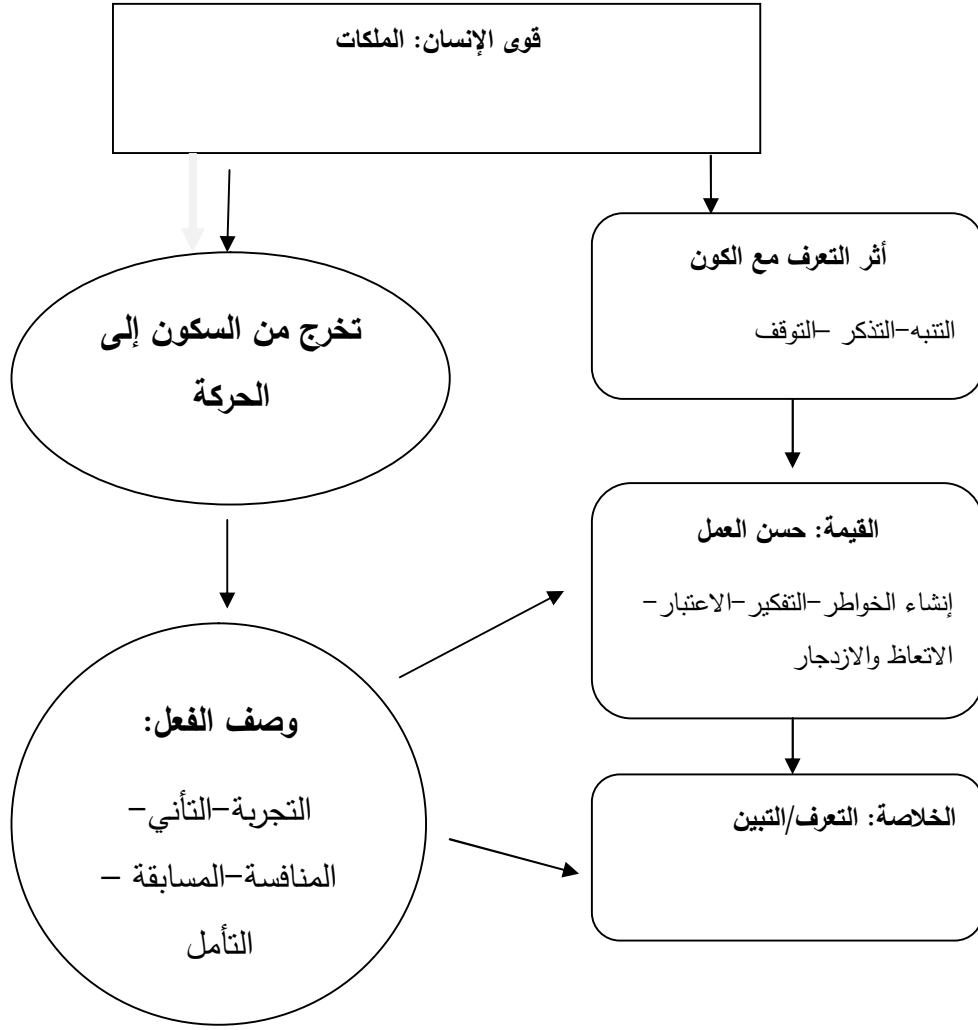 قوى الإنسان: الملكات
أثر التعرف مع الكون
التنبه-التذكر -التوقف
تخرج من السكون إلى
الحركة
القيمة: حسن العمل
إنشاء الخواطر-التفكير-الاعتبار-
الاتعاظ والازدجار
وصف الفعل:
التجربة-التأني-
المنافسة-المسابقة -
التأمل
الخلاصة: التعرف/التبين